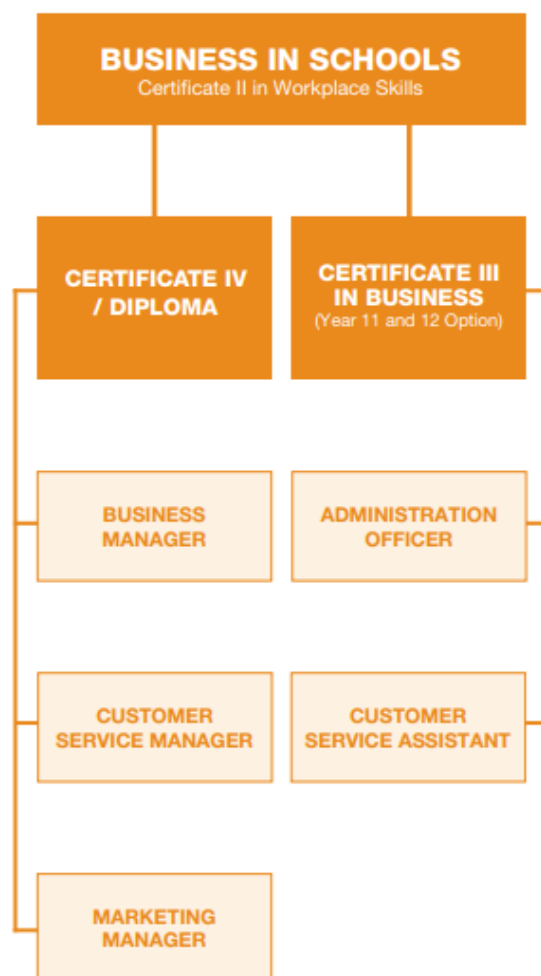 BUSINESS IN SCHOOLS
Certificate II in Workplace Skills
CERTIFICATE IV
/ DIPLOMA
CERTIFICATE III
IN BUSINESS
(Year 11 and 12 Option)
BUSINESS
MANAGER
ADMINISTRATION
OFFICER
CUSTOMER
SERVICE MANAGER
CUSTOMER
SERVICE ASSISTANT
MARKETING
MANAGER